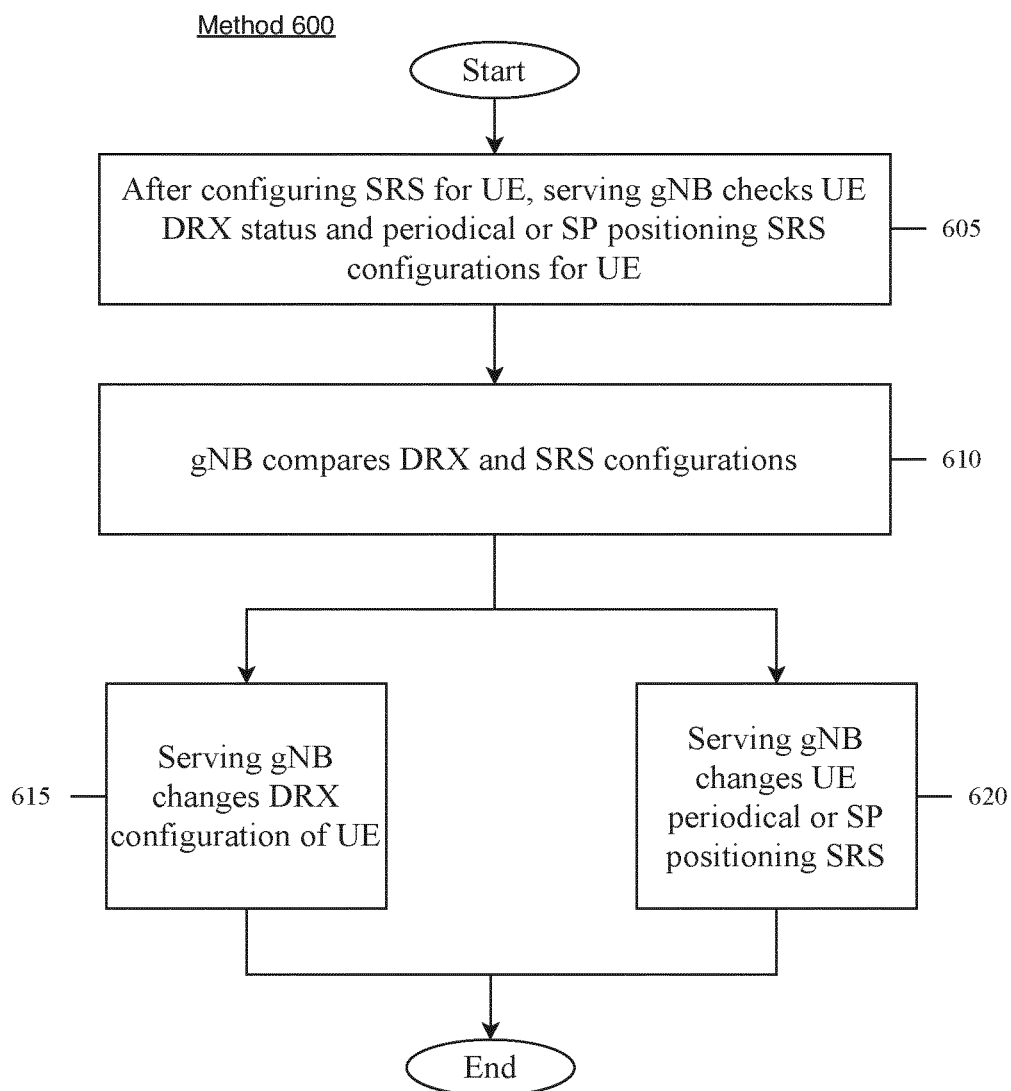 Method 600
Start
After configuring SRS for UE, serving gNB checks UE
DRX status and periodical or SP positioning SRS
configurations for UE
605
gNB compares DRX and SRS configurations
610
615
Serving gNB
changes DRX
configuration of UE
Serving gNB
changes UE
periodical or SP
positioning SRS
620
End